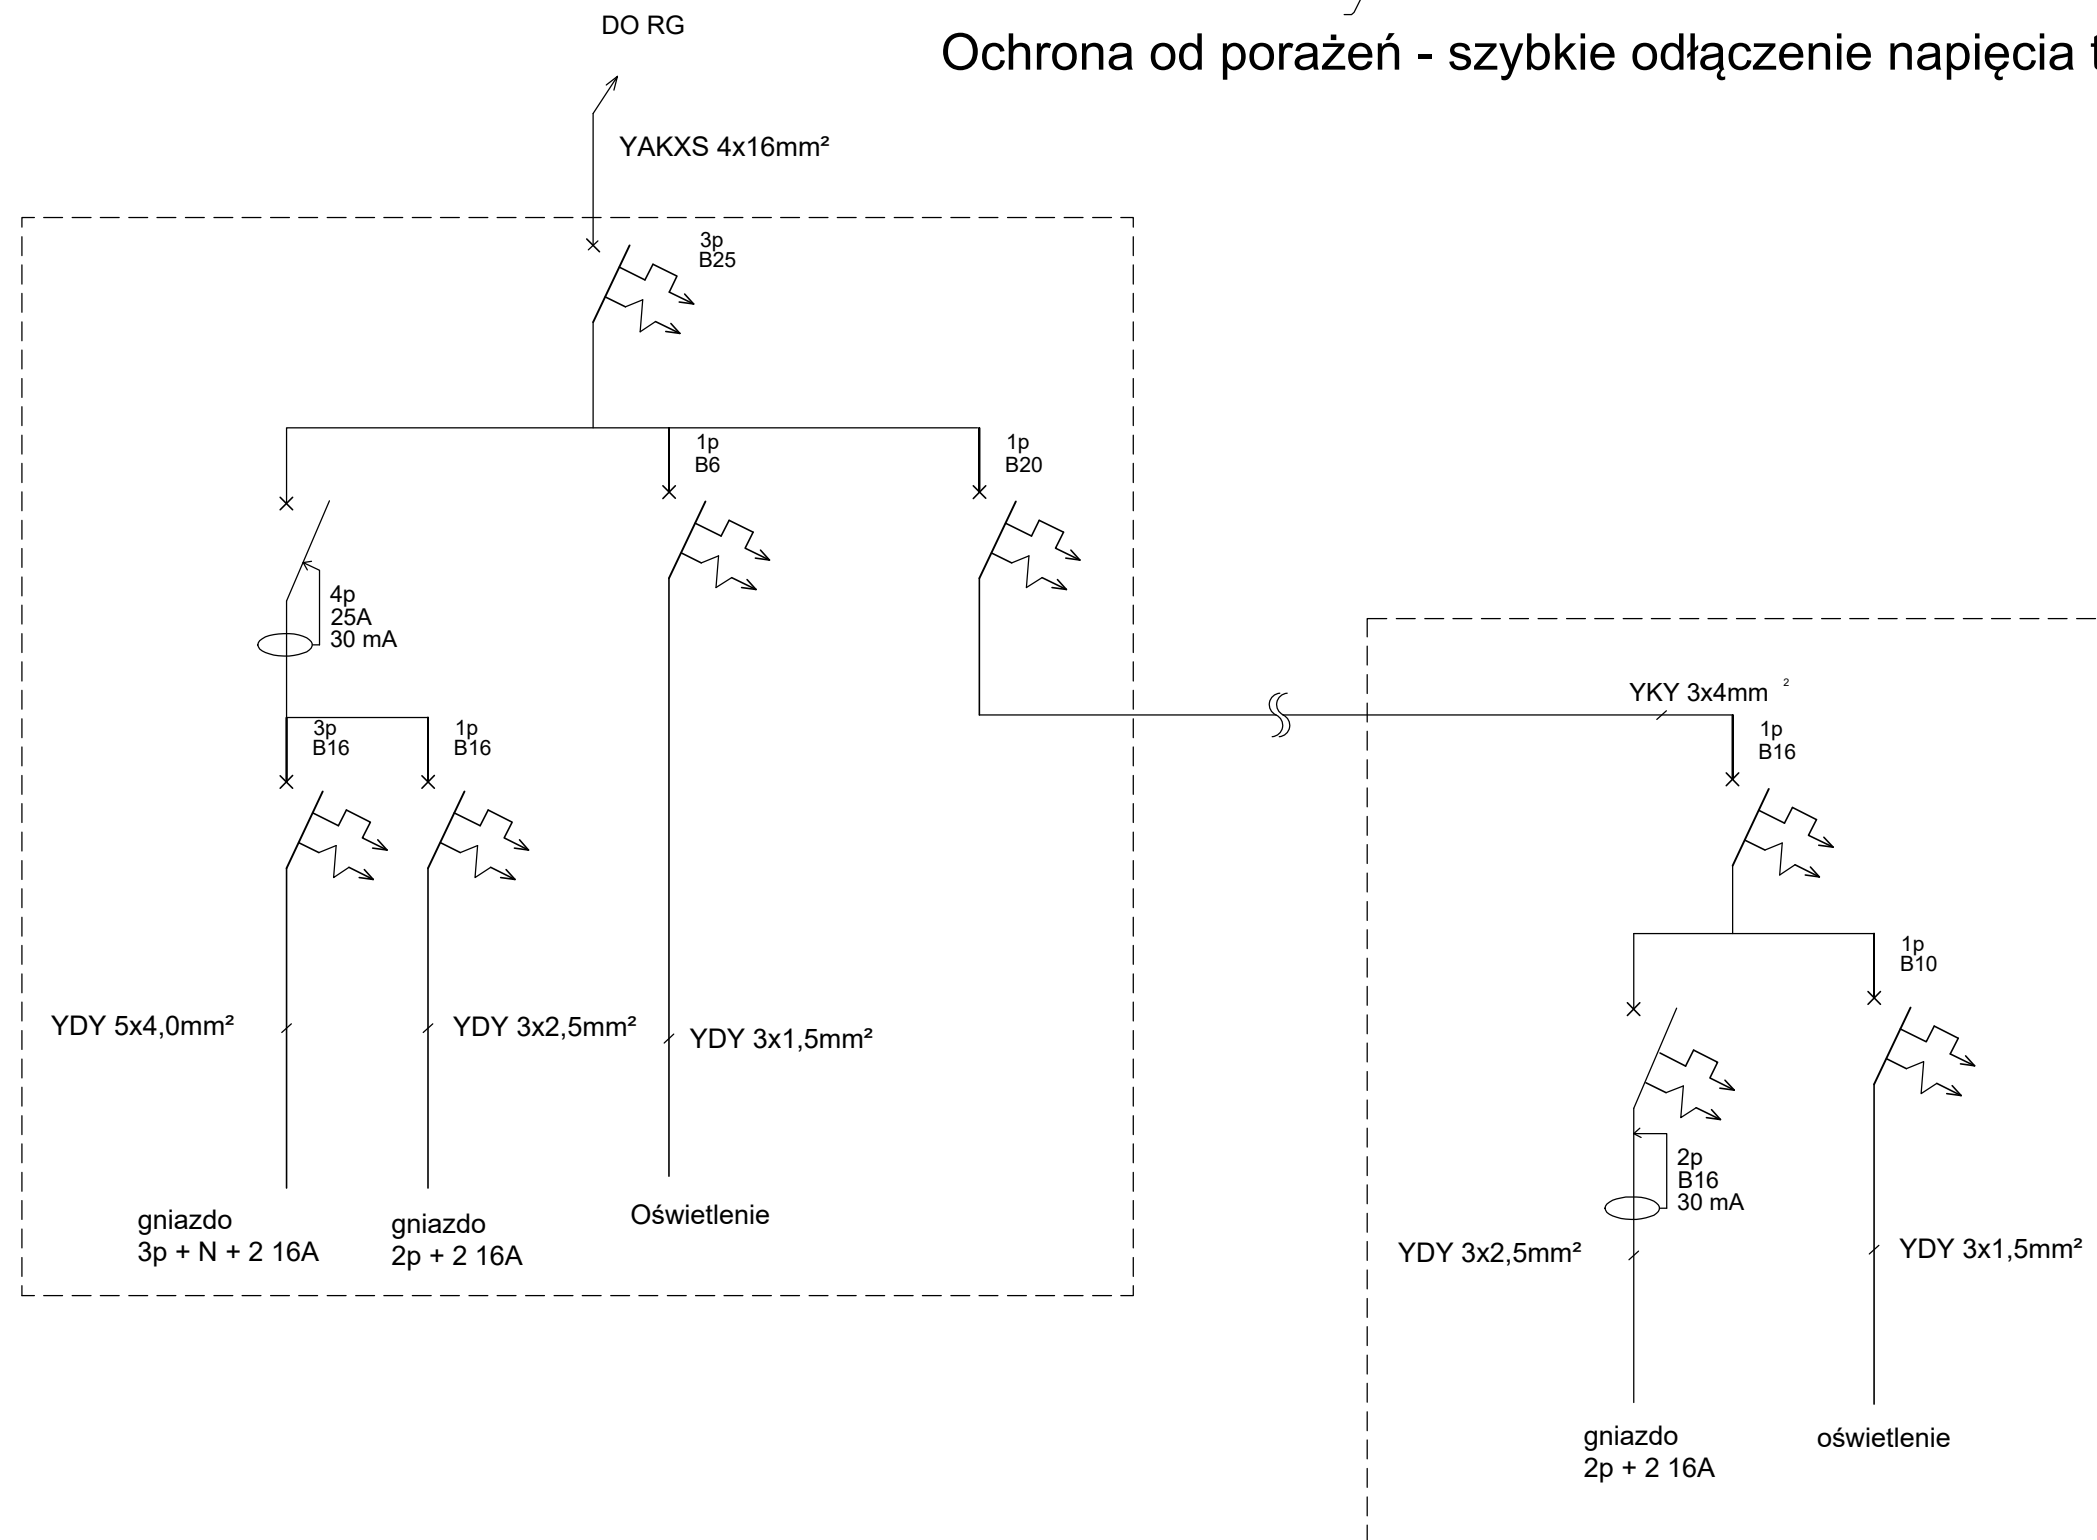 DO RG
Ochrona od porażeń - szybkie odłączenie napięcia t
YAKXS 4x16mm²
3p
B25
1p
B6
1p
B20
4p
25A
30 mA
YKY 3x4mm ²
3p
B16
1p
B16
1p
B16
1p
B10
YDY 5x4,0mm²
YDY 3x2,5mm²
YDY 3x1,5mm²
2p
B16
30 mA
gniazdo
3p + N + 2 16A
gniazdo
2p + 2 16A
Oświetlenie
YDY 3x2,5mm²
YDY 3x1,5mm²
gniazdo
2p + 2 16A
oświetlenie